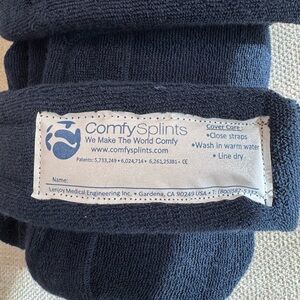 ComfySplints
We Make The World Comfy
www.comfysplints.com
Patents: 5,733,249 • 6,024,714 • 6,261,25381 • CE
Cover Care:
• Close straps
• Wash in warm water
• Line dry
Name:
Lenjoy Medical Engineering Inc. • Gardena, CA 90249 USA • T: